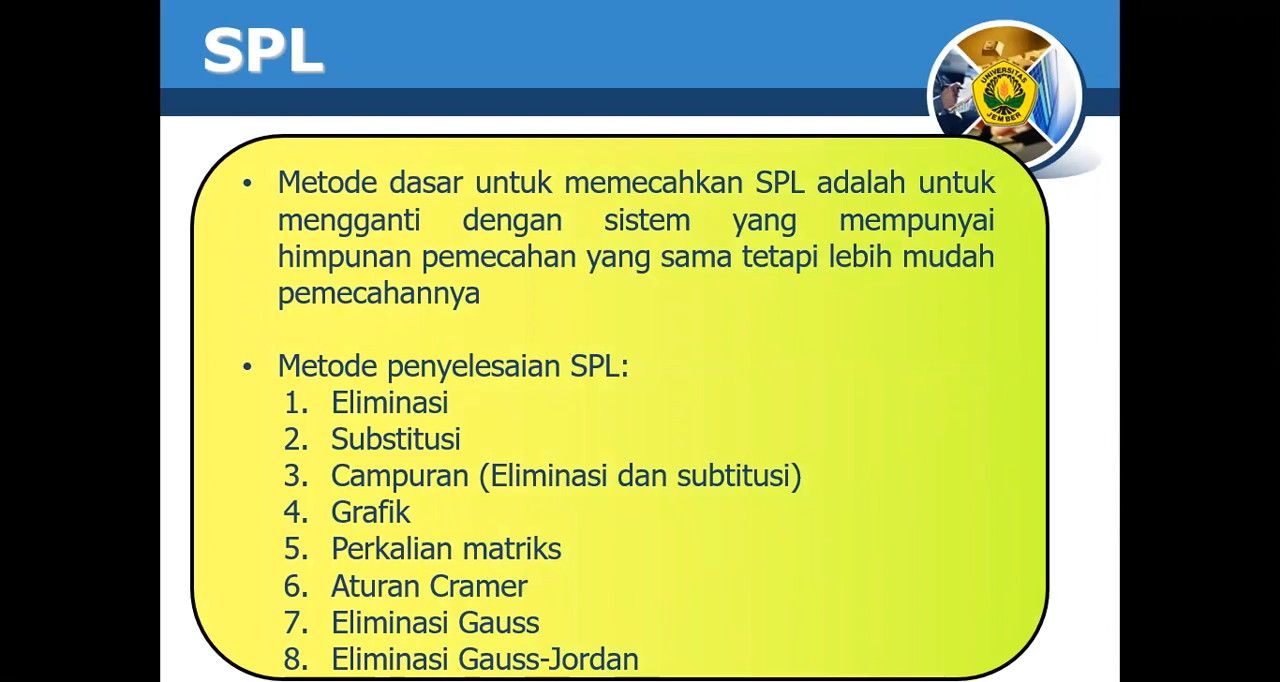 SPL
UNIVERSITAS
JEMBER
• Metode dasar untuk memecahkan SPL adalah untuk
mengganti dengan sistem yang mempunyai
himpunan pemecahan yang sama tetapi lebih mudah
pemecahannya
• Metode penyelesaian SPL:
1. Eliminasi
2. Substitusi
3. Campuran (Eliminasi dan subtitusi)
4. Grafik
5. Perkalian matriks
6. Aturan Cramer
7. Eliminasi Gauss
8. Eliminasi Gauss-Jordan